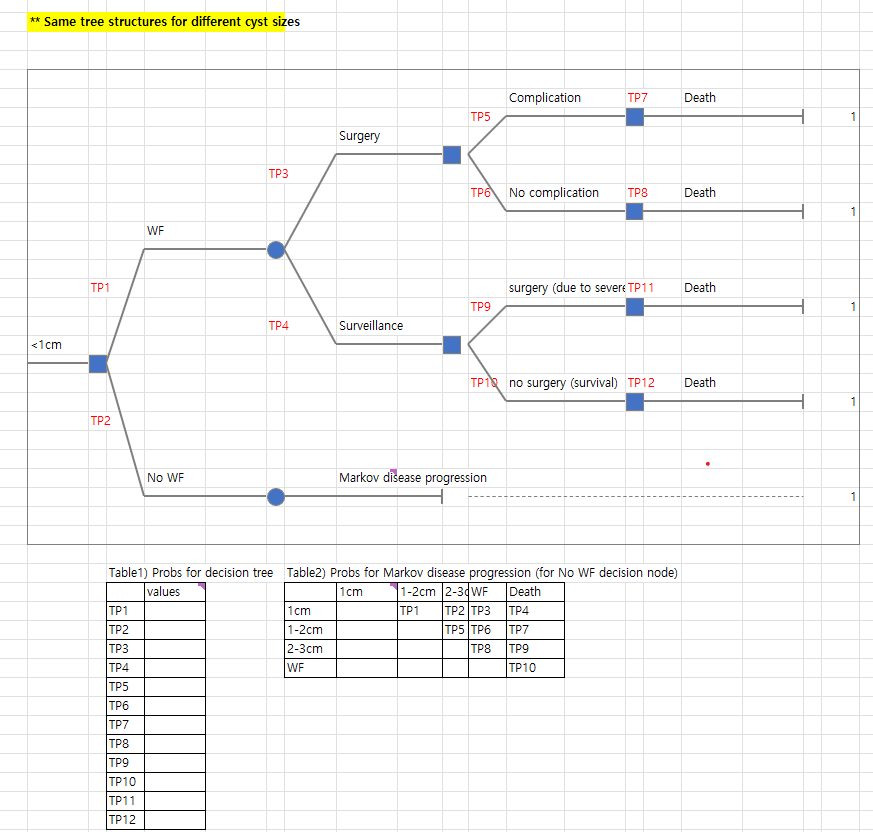 ** Same tree structures for different cyst sizes
Complication TP7 Death
TP5 1
Surgery
TP3
TP6 No complication TP8 Death
1
WF
TP1 surgery (due to severe TP11 Death
TP9 1
TP4 Surveillance
<1cm
TP10 no surgery (survival) TP12 Death
1
TP2
No WF Markov disease progression
1
Table1) Probs for decision tree Table2) Probs for Markov disease progression (for No WF decision node)
values 1cm 1-2cm 2-3c WF Death
TP1 1cm TP1 TP2 TP3 TP4
TP2 1-2cm TP5 TP6 TP7
TP3 2-3cm TP8 TP9
TP4 WF TP10
TP5
TP6
TP7
TP8
TP9
TP10
TP11
TP12